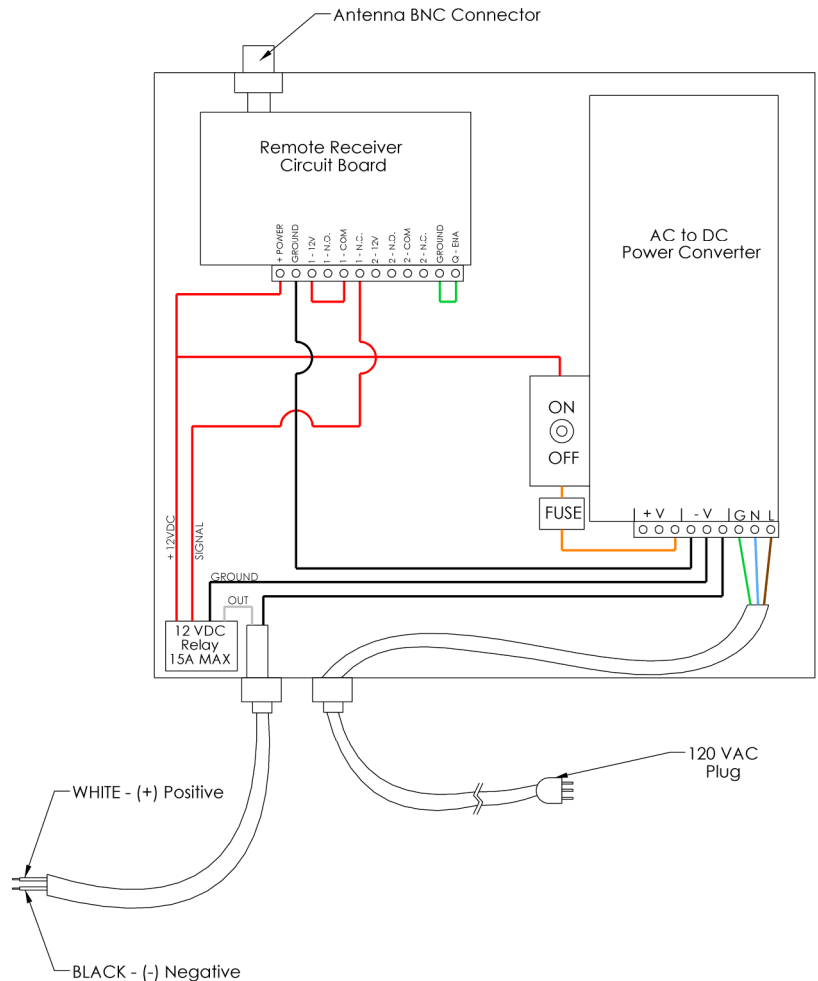 Antenna BNC Connector
Remote Receiver
Circuit Board
+ POWER
GROUND
1 - 12V
1 - N.O.
1 - COM
1 - N.C.
2 - 12V
2 - N.O.
2 - COM
2 - N.C.
GROUND
Q - ENA
AC to DC
Power Converter
ON
OFF
FUSE
| + V | - V | G N L
+ 12VDC
SIGNAL
GROUND
OUT
12 VDC
Relay
15A MAX
120 VAC
Plug
WHITE - (+) Positive
BLACK - (-) Negative